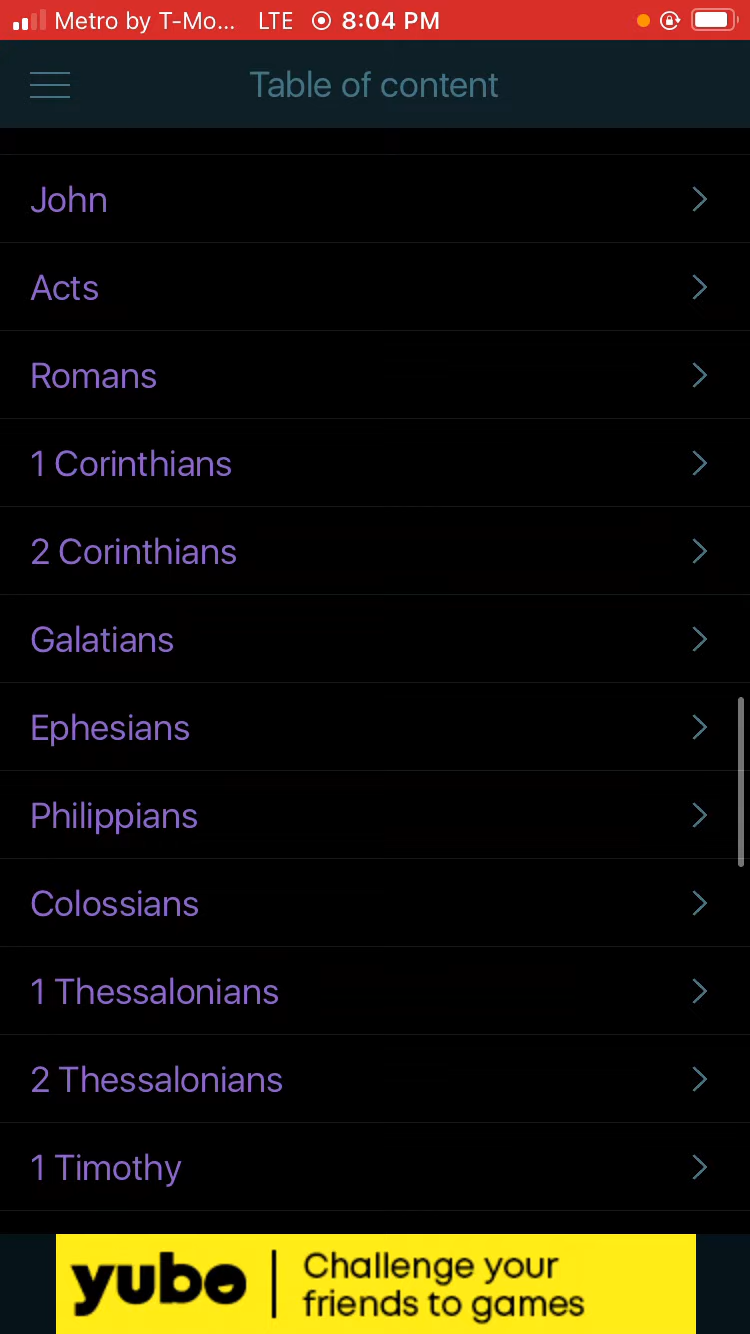 Metro by T-Mo... LTE 8:04 PM
Table of content
John
Acts
Romans
1 Corinthians
2 Corinthians
Galatians
Ephesians
Philippians
Colossians
1 Thessalonians
2 Thessalonians
1 Timothy
yubo | Challenge your
friends to games